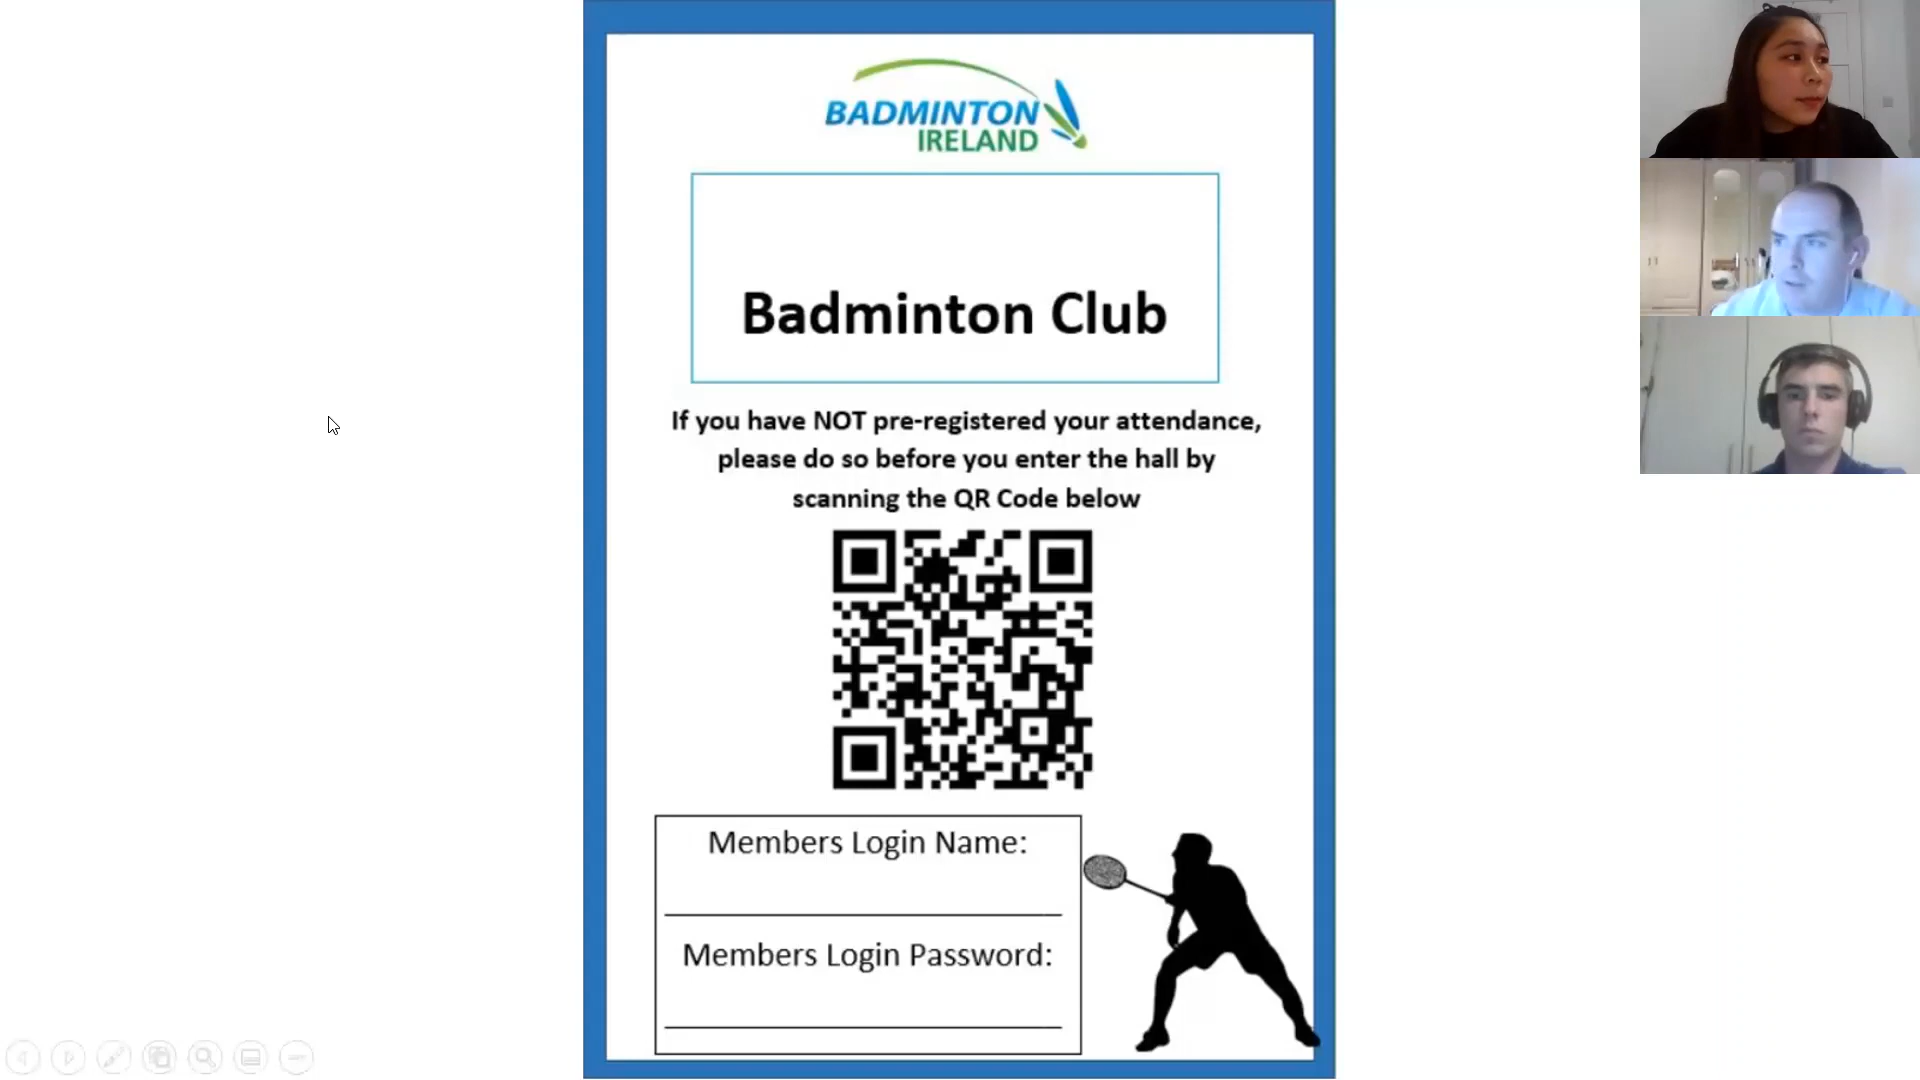 BADMINTON
IRELAND
Badminton Club
If you have NOT pre-registered your attendance,
please do so before you enter the hall by
scanning the QR Code below
Members Login Name:
Members Login Password: